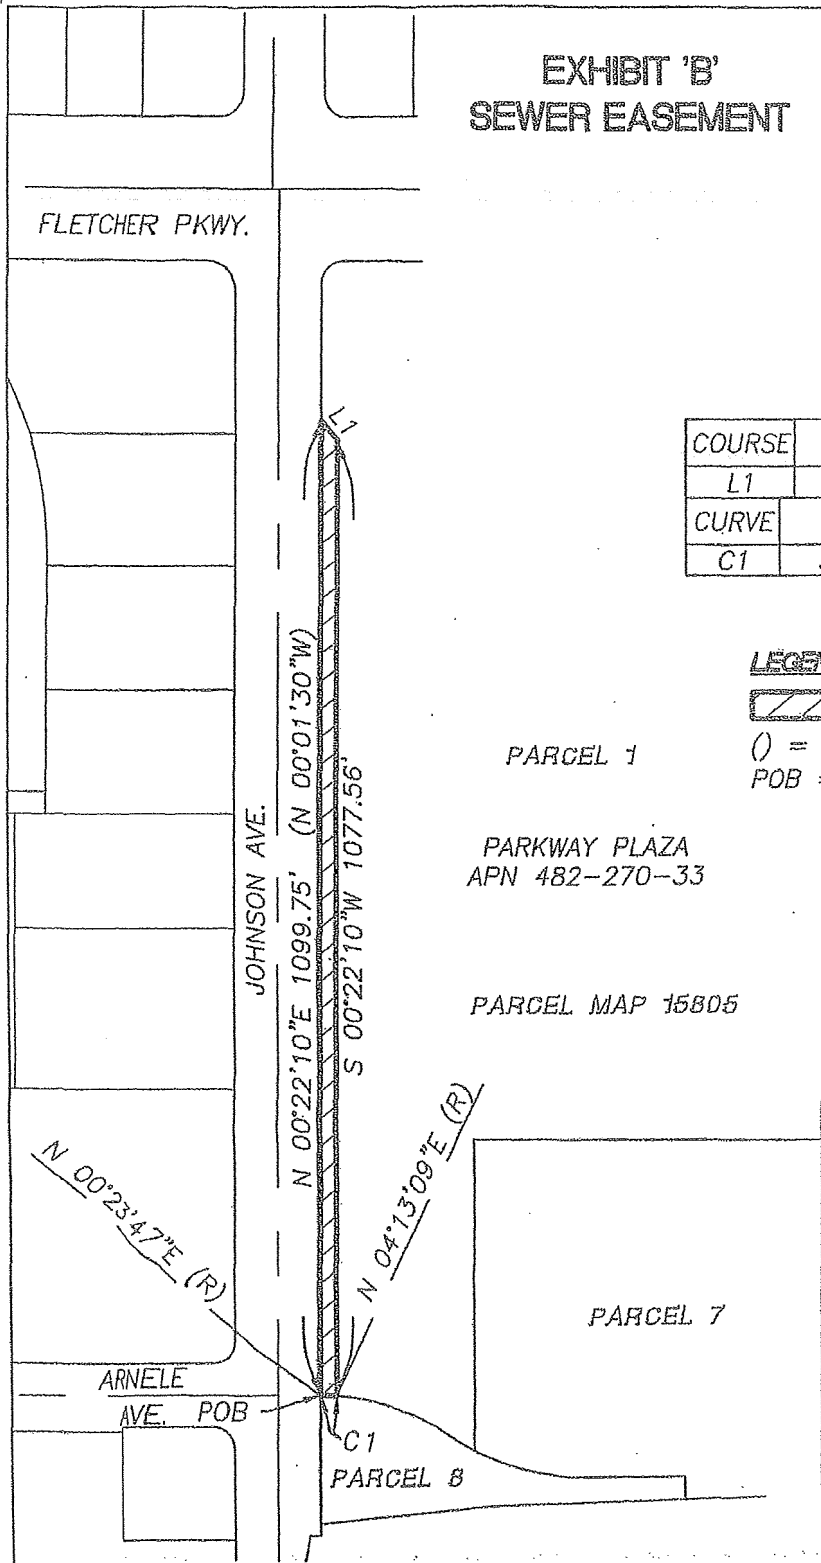 EXHIBIT 'B'
SEWER EASEMENT
FLETCHER PKWY.
L1
COURSE
L1
CURVE
C1
() =
POB =
JOHNSON AVE.
N 00°22'10"E 1099.75' (N 00°01'30"W)
S 00°22'10"W 1077.56'
PARCEL 1
PARKWAY PLAZA
APN 482-270-33
PARCEL MAP 15805
N 00°23'47"E (R)
N 04°13'09"E (R)
PARCEL 7
ARNELE
AVE. POB
C1
PARCEL 8